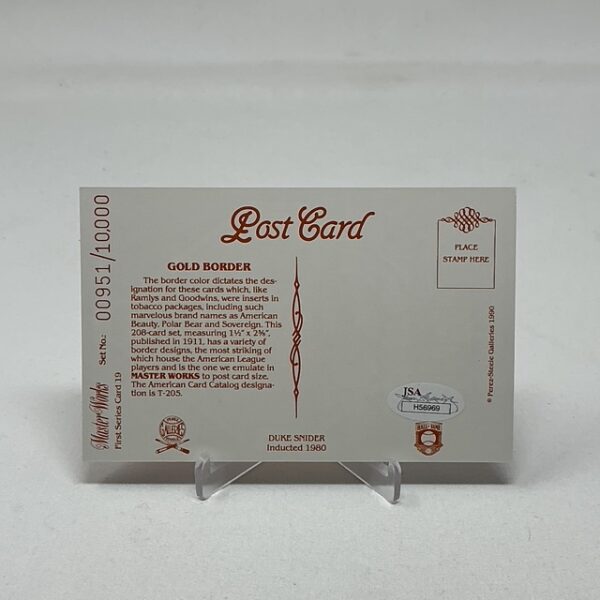 Post Card
PLACE
STAMP HERE
GOLD BORDER
The border color dictates the des-
ignation for these cards which, like
Ramlys and Goodwins, were inserts in
tobacco packages, including such
marvelous brand names as American
Beauty, Polar Bear and Sovereign. This
208-card set, measuring 1½" x 2⅝",
published in 1911, has a variety of
border designs, the most striking of
which house the American League
players and is the one we emulate in
MASTER WORKS to post card size.
The American Card Catalog designa-
tion is T-205.
Master Works Set No.: 00951/10,000
First Series Card 19
DUKE SNIDER
Inducted 1980
JSA
H56969
© Perez-Steele Galleries 1990